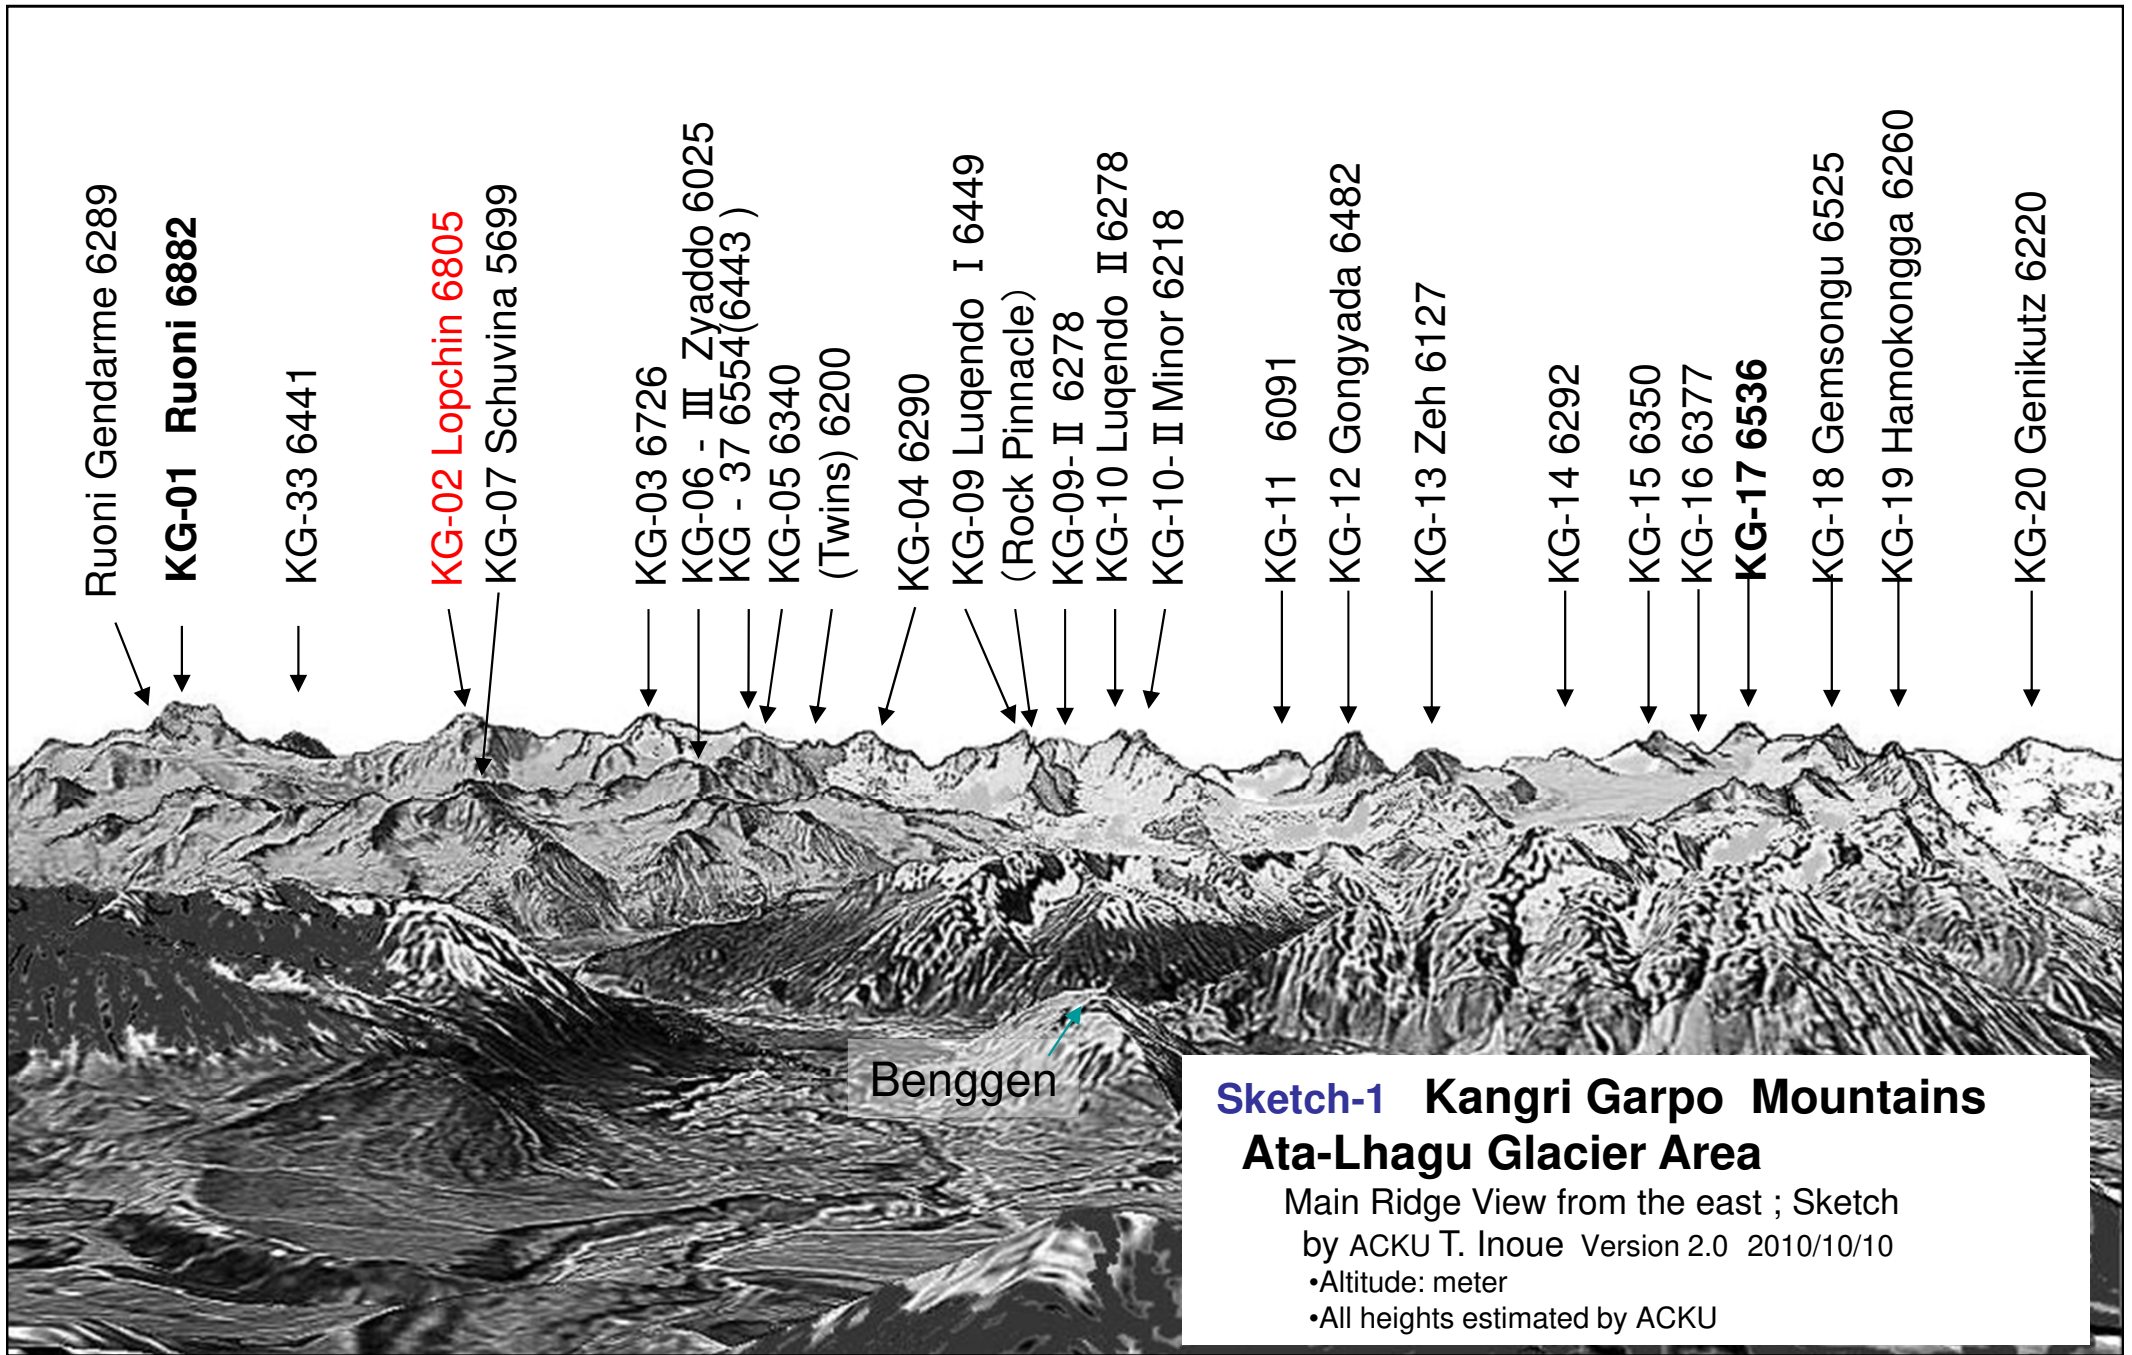 Ruoni Gendarme 6289
KG-01 Ruoni 6882
KG-33 6441
KG-02 Lopchin 6805
KG-07 Schuvina 5699
KG-03 6726
KG-06 - Ⅲ Zyaddo 6025
KG - 37 6554(6443 )
KG-05 6340
(Twins) 6200
KG-04 6290
KG-09 Luqendo Ⅰ 6449
(Rock Pinnacle)
KG-09-Ⅱ 6278
KG-10 Luqendo Ⅱ 6278
KG-10-Ⅱ Minor 6218
KG-11 6091
KG-12 Gongyada 6482
KG-13 Zeh 6127
KG-14 6292
KG-15 6350
KG-16 6377
KG-17 6536
KG-18 Gemsongu 6525
KG-19 Hamokongga 6260
KG-20 Genikutz 6220
Benggen
Sketch-1 Kangri Garpo Mountains
Ata-Lhagu Glacier Area
Main Ridge View from the east ; Sketch
by ACKU T. Inoue Version 2.0 2010/10/10
•Altitude: meter
•All heights estimated by ACKU